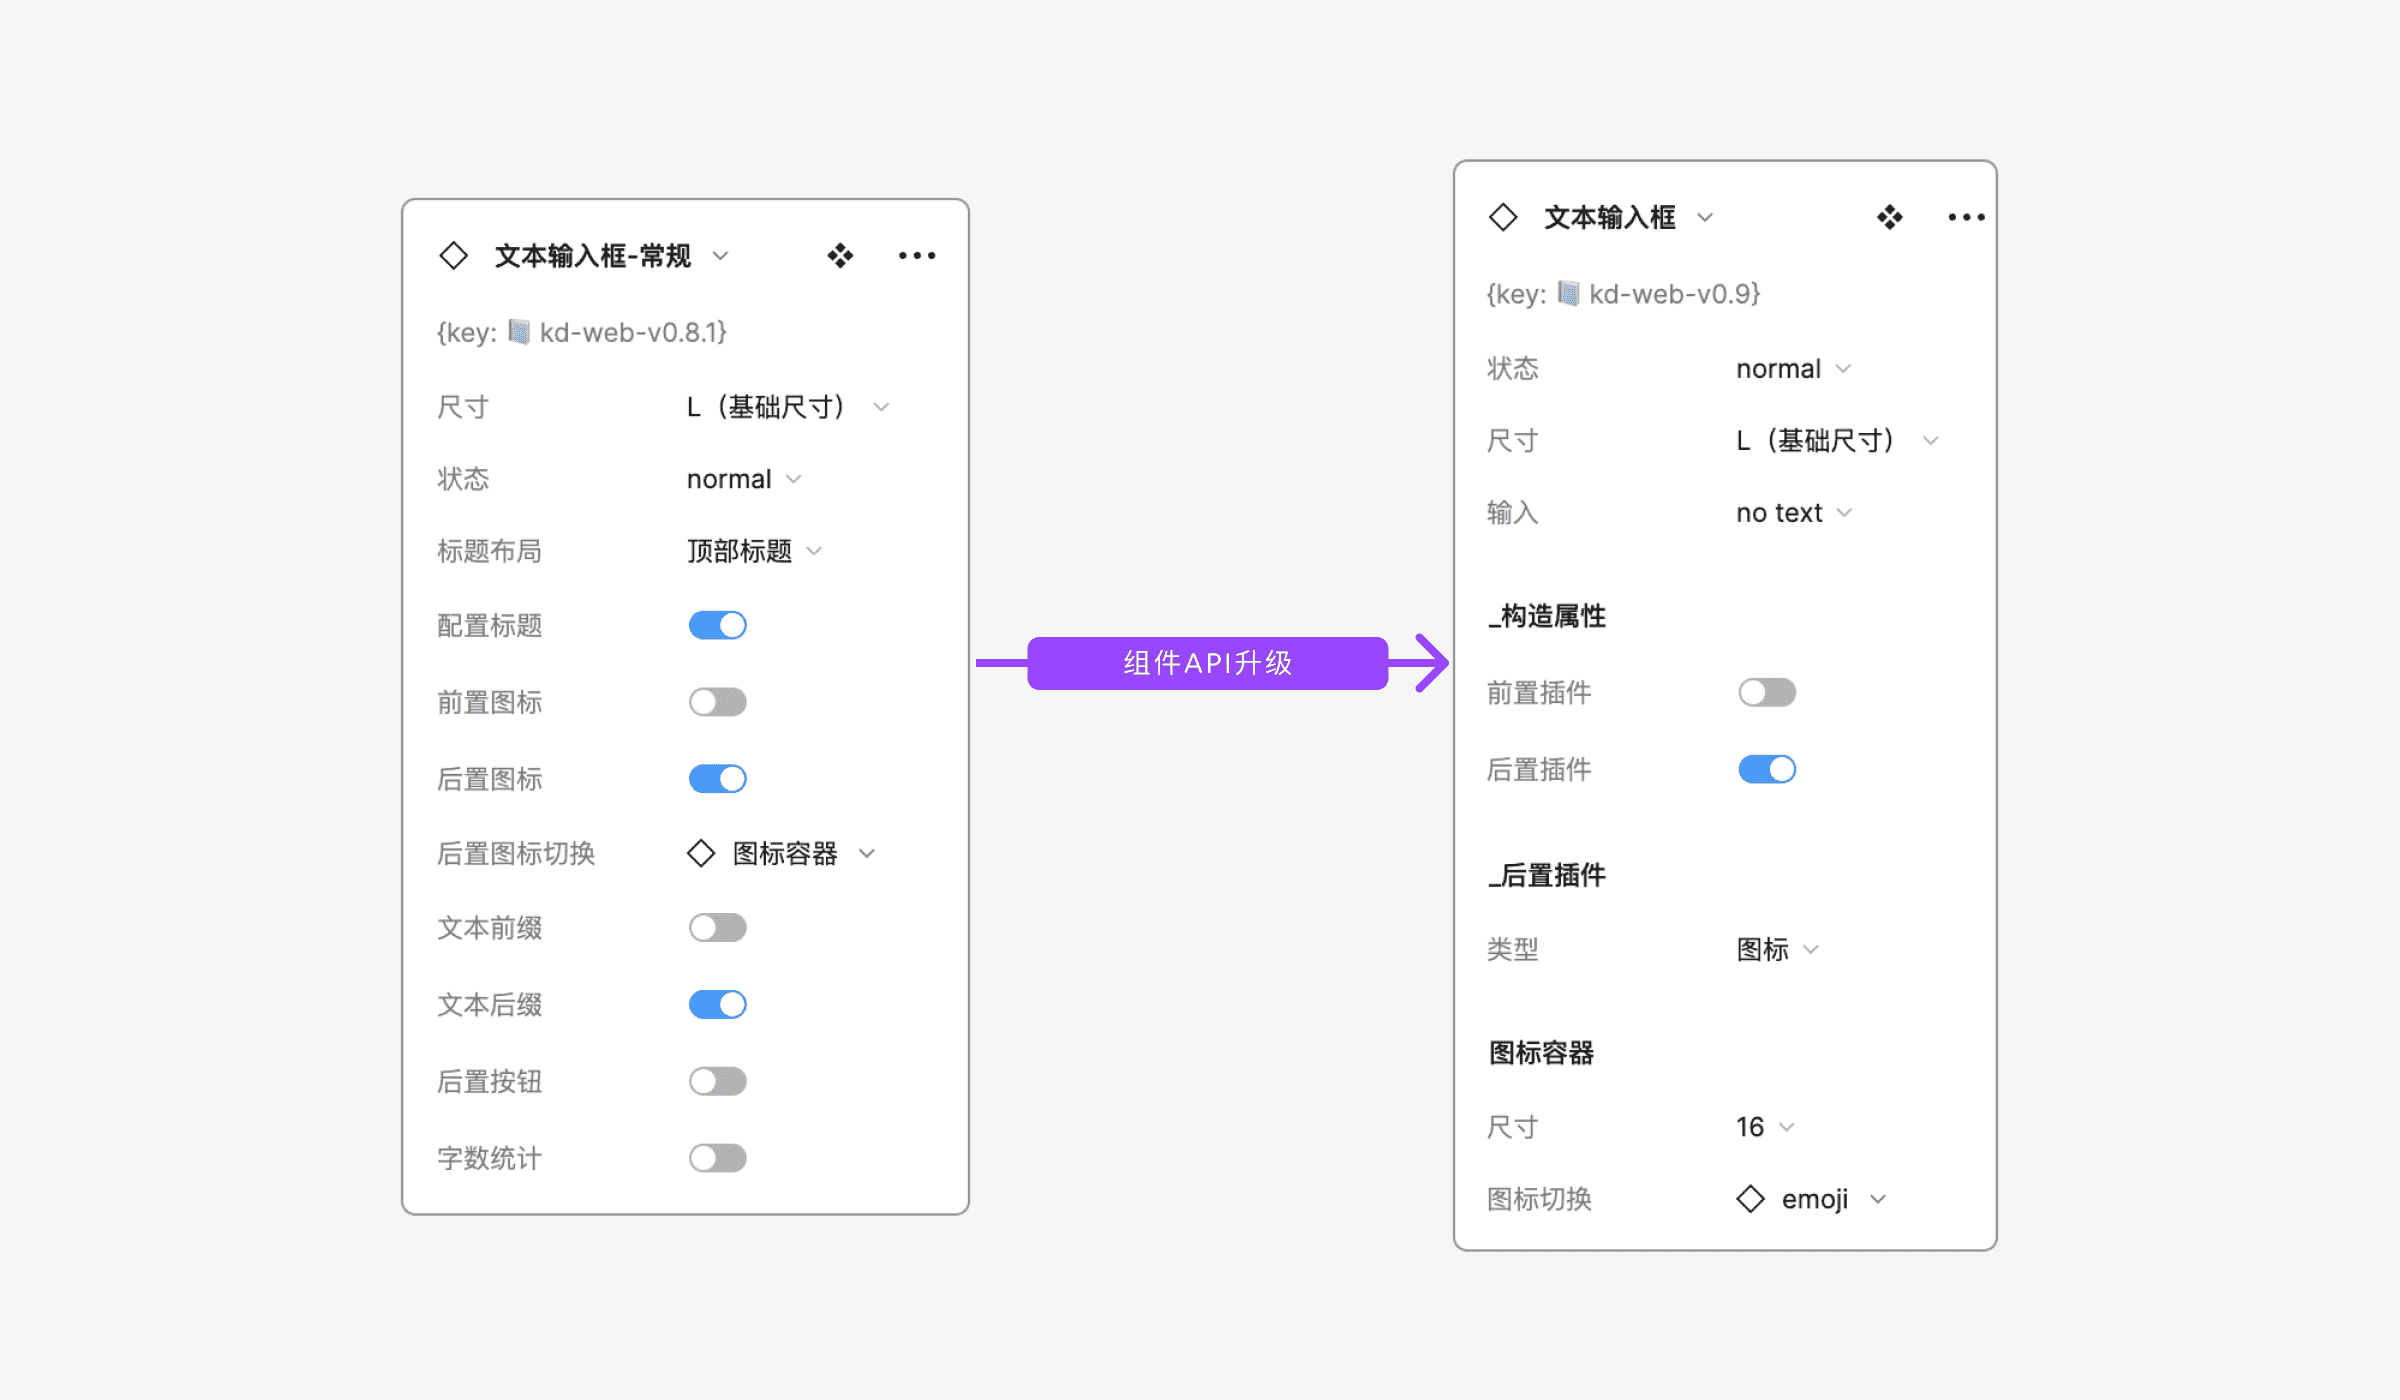 文本输入框-常规
{key: kd-web-v0.8.1}
尺寸 L（基础尺寸）
状态 normal
标题布局 顶部标题
配置标题
前置图标
后置图标
后置图标切换 图标容器
文本前缀
文本后缀
后置按钮
字数统计
组件API升级
文本输入框
{key: kd-web-v0.9}
状态 normal
尺寸 L（基础尺寸）
输入 no text
_构造属性
前置插件
后置插件
_后置插件
类型 图标
图标容器
尺寸 16
图标切换 emoji